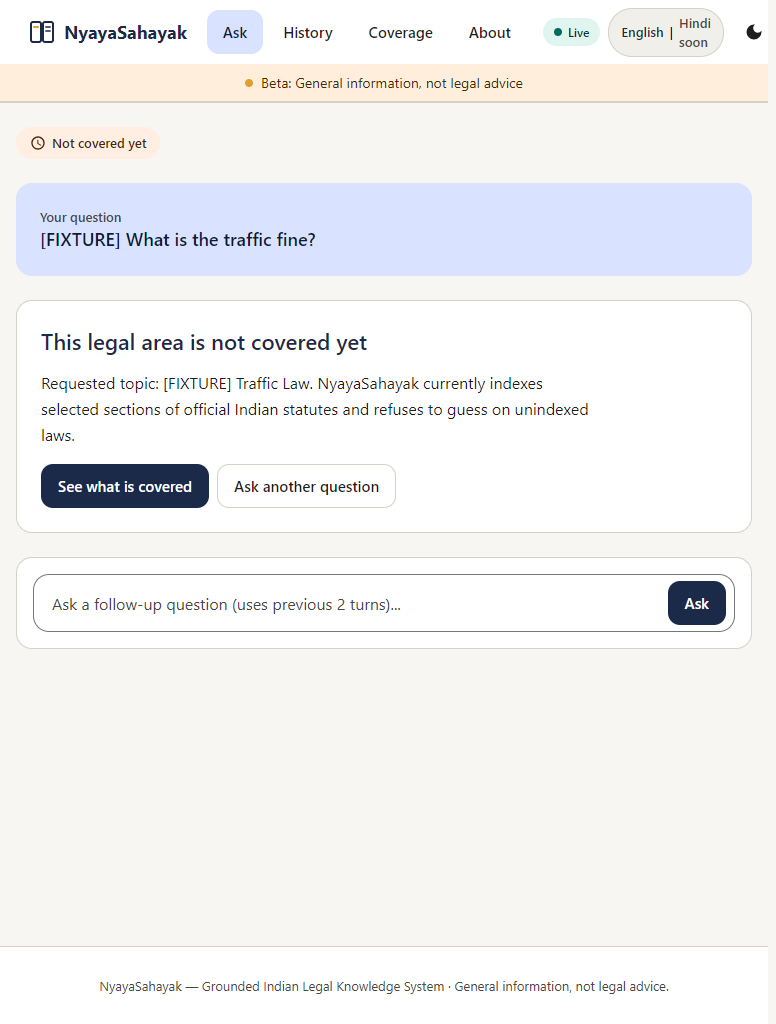 NyayaSahayak
Ask
History
Coverage
About
Live
English |
Hindi
soon
Beta: General information, not legal advice
Not covered yet
Your question
[FIXTURE] What is the traffic fine?
This legal area is not covered yet
Requested topic: [FIXTURE] Traffic Law. NyayaSahayak currently indexes
selected sections of official Indian statutes and refuses to guess on unindexed
laws.
See what is covered
Ask another question
Ask a follow-up question (uses previous 2 turns)...
Ask
NyayaSahayak — Grounded Indian Legal Knowledge System · General information, not legal advice.